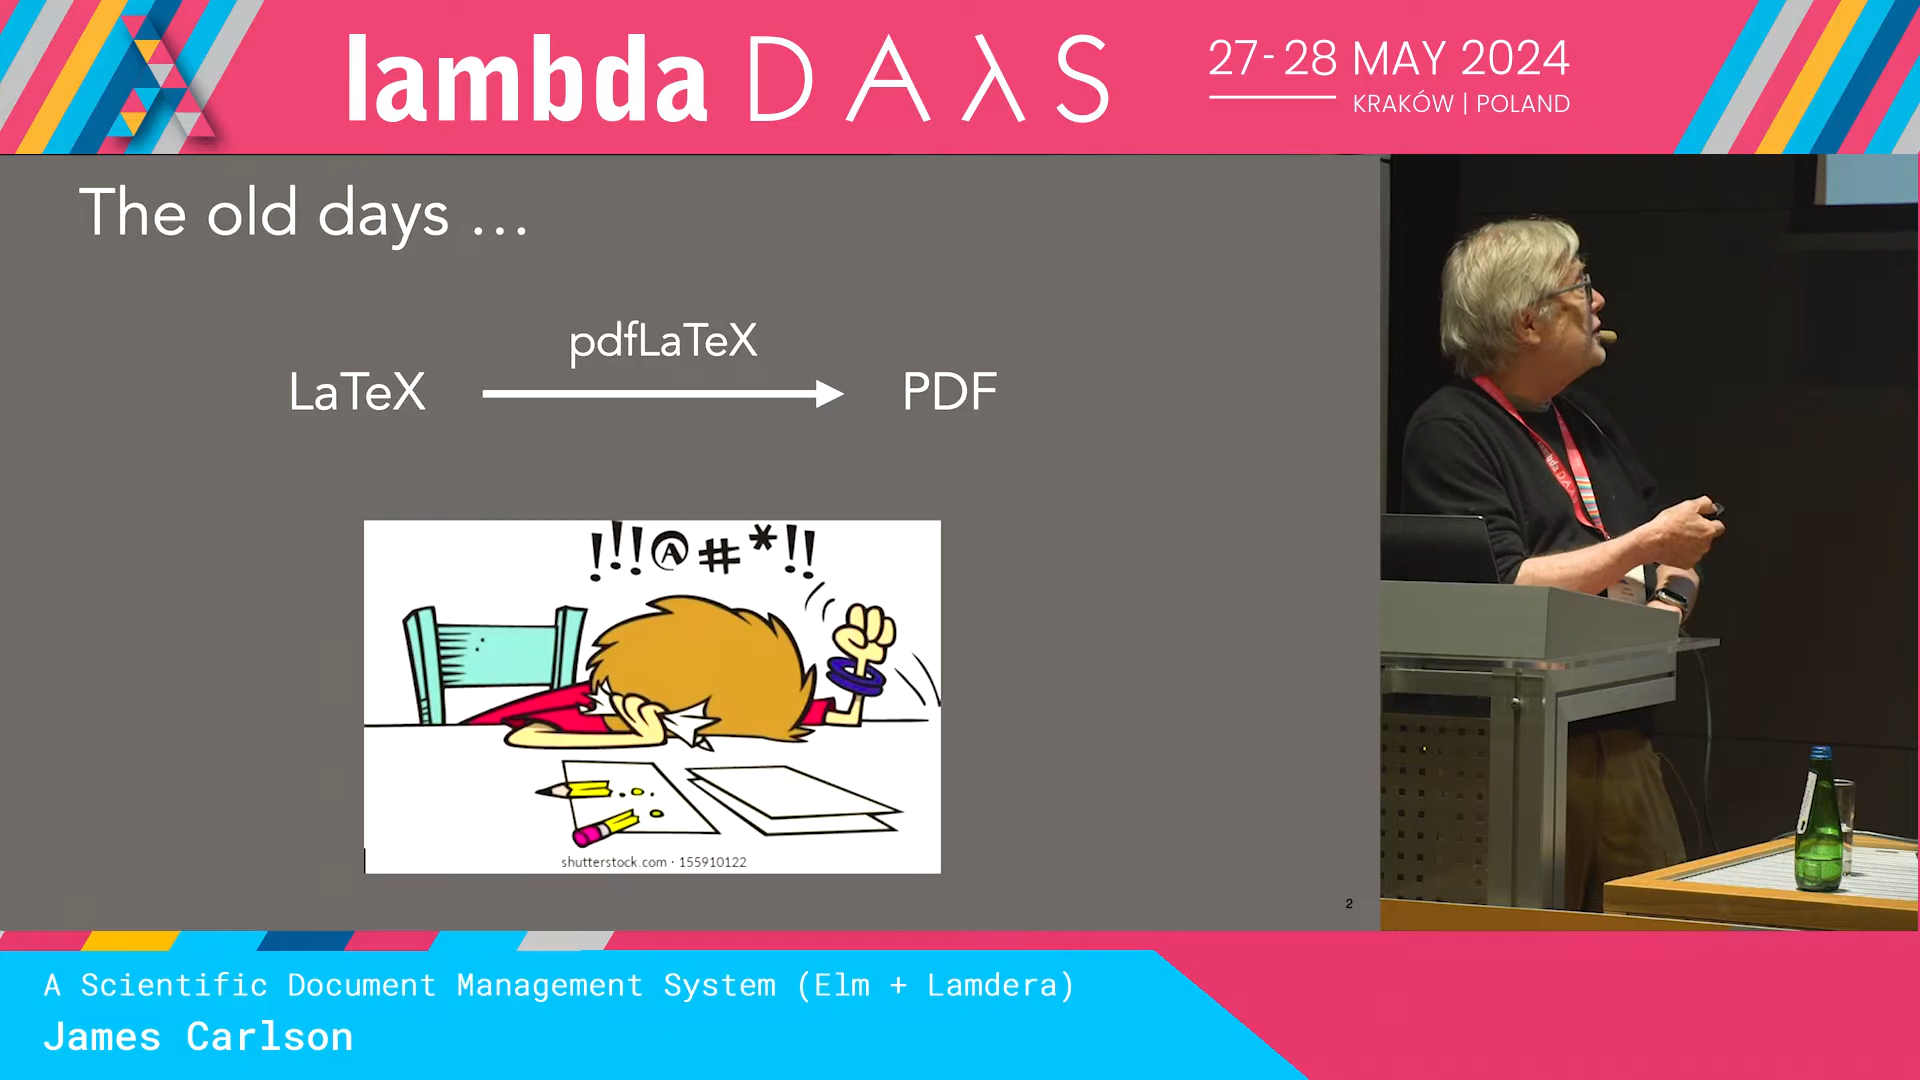 lambda DAλS
27-28 MAY 2024
KRAKÓW | POLAND
The old days ...
pdfLaTeX
LaTeX
PDF
!!!@#*!!
shutterstock.com · 155910122
2
A Scientific Document Management System (Elm + Lamdera)
James Carlson